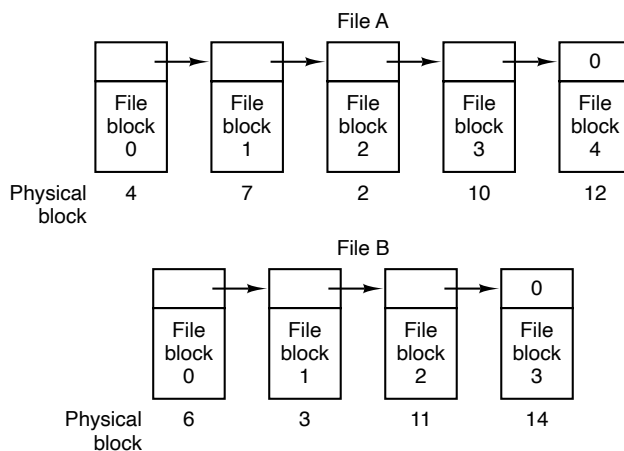 File A
0
File block 0
File block 1
File block 2
File block 3
File block 4
Physical block
4 7 2 10 12
File B
0
File block 0
File block 1
File block 2
File block 3
Physical block
6 3 11 14